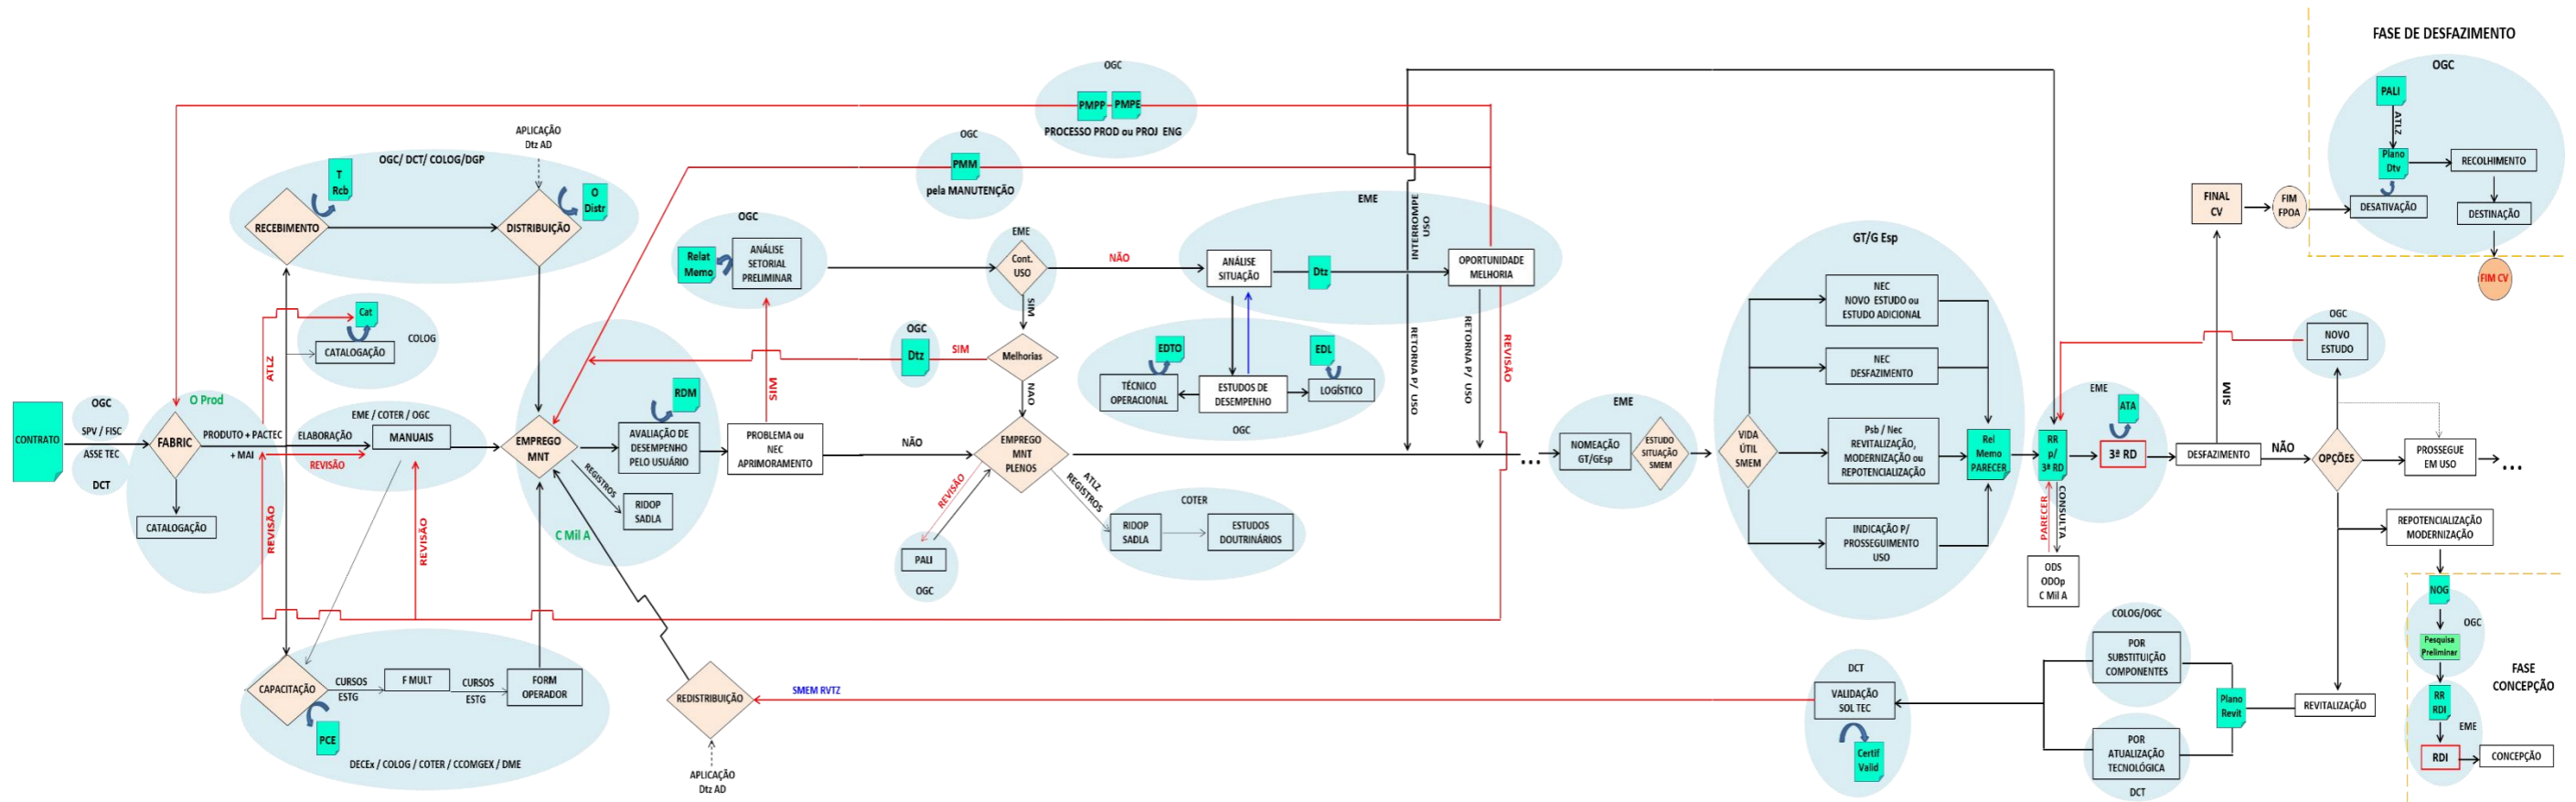 FASE DE DESFAZIMENTO
OGC
PALI
ATLZ
Plano
Dtv
RECOLHIMENTO
DESATIVAÇÃO
DESTINAÇÃO
FIM CV
FINAL
CV
FIM
FPOA
OGC
PMPP
PMPE
PROCESSO PROD ou PROJ ENG
OGC
PMM
pela MANUTENÇÃO
APLICAÇÃO
Dtz AD
OGC/ DCT/ COLOG/DGP
T
Rcb
O
Distr
RECEBIMENTO
DISTRIBUIÇÃO
Cat
COLOG
CATALOGAÇÃO
ATLZ
OGC
Relat
Memo
ANÁLISE
SETORIAL
PRELIMINAR
EME
Cont.
USO
NÃO
SIM
EME
ANÁLISE
SITUAÇÃO
Dtz
OPORTUNIDADE
MELHORIA
INTERROMPE
USO
RETORNA P/ USO
RETORNA P/ USO
REVISÃO
OGC
Dtz
SIM
Melhorias
NAO
EDTO
EDL
TÉCNICO
OPERACIONAL
ESTUDOS DE
DESEMPENHO
LOGÍSTICO
OGC
CONTRATO
OGC
SPV / FISC
ASSE TEC
DCT
O Prod
FABRIC
PRODUTO + PACTEC
+ MAI
CATALOGAÇÃO
EME / COTER / OGC
ELABORAÇÃO
MANUAIS
REVISÃO
REVISÃO
REVISÃO
EMPREGO
MNT
RDM
AVALIAÇÃO DE
DESEMPENHO
PELO USUÁRIO
REGISTROS
RIDOP
SADLA
C Mil A
SIM
PROBLEMA ou
NEC
APRIMORAMENTO
NÃO
EMPREGO
MNT
PLENOS
REVISÃO
PALI
OGC
ATLZ
REGISTROS
COTER
RIDOP
SADLA
ESTUDOS
DOUTRINÁRIOS
...
EME
NOMEAÇÃO
GT/GEsp
ESTUDO
SITUAÇÃO
SMEM
GT/G Esp
VIDA
ÚTIL
SMEM
NEC
NOVO ESTUDO ou
ESTUDO ADICIONAL
NEC
DESFAZIMENTO
Psb / Nec
REVITALIZAÇÃO,
MODERNIZAÇÃO ou
REPOTENCIALIZAÇÃO
INDICAÇÃO P/
PROSSEGUIMENTO
USO
Rel
Memo
PARECER
RR
p/
3ª RD
EME
ATA
3ª RD
PARECER
CONSULTA
ODS
ODOp
C Mil A
DESFAZIMENTO
SIM
NÃO
OGC
NOVO
ESTUDO
OPÇÕES
PROSSEGUE
EM USO
...
REPOTENCIALIZAÇÃO
MODERNIZAÇÃO
NOG
OGC
Pesquisa
Preliminar
FASE
CONCEPÇÃO
RR
RDI
EME
RDI
CONCEPÇÃO
REVITALIZAÇÃO
Plano
Revit
COLOG/OGC
POR
SUBSTITUIÇÃO
COMPONENTES
POR
ATUALIZAÇÃO
TECNOLÓGICA
DCT
DCT
VALIDAÇÃO
SOL TEC
Certif
Valid
SMEM RVTZ
REDISTRIBUIÇÃO
APLICAÇÃO
Dtz AD
CAPACITAÇÃO
CURSOS
ESTG
F MULT
CURSOS
ESTG
FORM
OPERADOR
PCE
DECEx / COLOG / COTER / CCOMGEX / DME